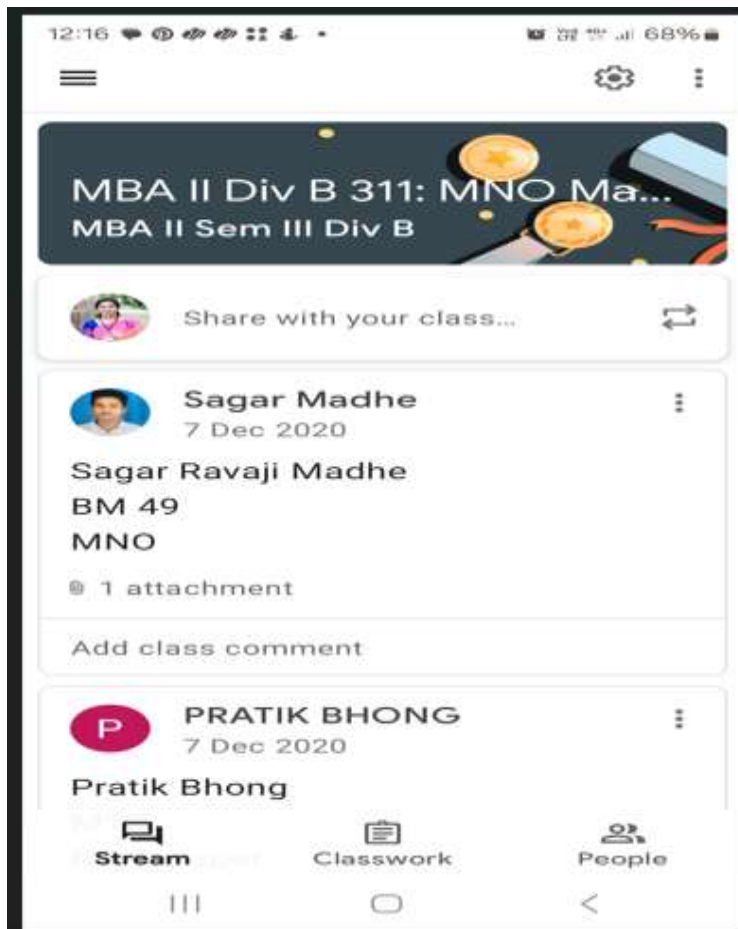 12:16 68%
MBA II Div B 311: MNO Ma...
MBA II Sem III Div B
Share with your class...
Sagar Madhe
7 Dec 2020
Sagar Ravaji Madhe
BM 49
MNO
1 attachment
Add class comment
P
PRATIK BHONG
7 Dec 2020
Pratik Bhong
Stream Classwork People